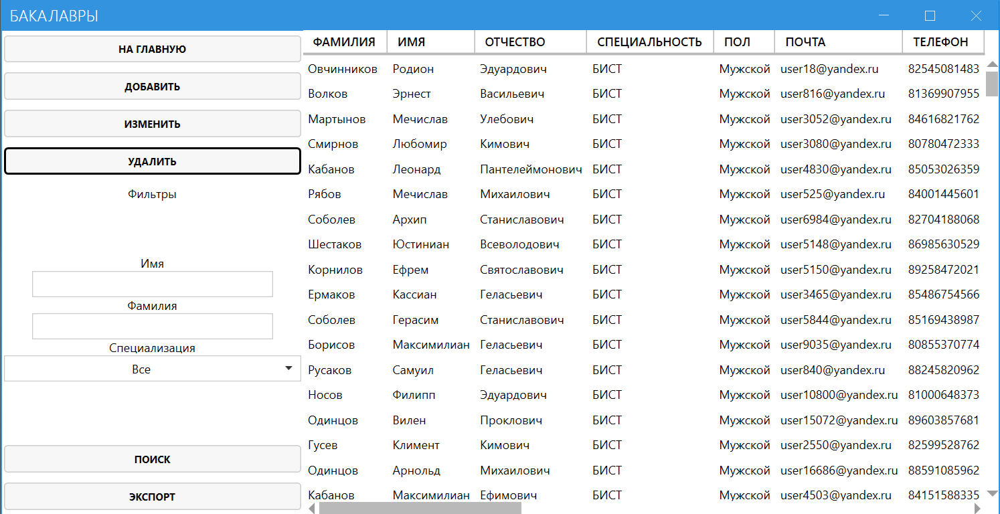 БАКАЛАВРЫ
НА ГЛАВНУЮ
ДОБАВИТЬ
ИЗМЕНИТЬ
УДАЛИТЬ
Фильтры
Имя
Фамилия
Специализация
Все
ПОИСК
ЭКСПОРТ
ФАМИЛИЯ ИМЯ ОТЧЕСТВО СПЕЦИАЛЬНОСТЬ ПОЛ ПОЧТА ТЕЛЕФОН
Овчинников Родион Эдуардович БИСТ Мужской user18@yandex.ru 82545081483
Волков Эрнест Васильевич БИСТ Мужской user816@yandex.ru 81369907955
Мартынов Мечислав Улебович БИСТ Мужской user3052@yandex.ru 84616821762
Смирнов Любомир Кимович БИСТ Мужской user3080@yandex.ru 80780472333
Кабанов Леонард Пантелеймонович БИСТ Мужской user4830@yandex.ru 85053026359
Рябов Мечислав Михаилович БИСТ Мужской user525@yandex.ru 84001445601
Соболев Архип Станиславович БИСТ Мужской user6984@yandex.ru 82704188068
Шестаков Юстиниан Всеволодович БИСТ Мужской user5148@yandex.ru 86985630529
Корнилов Ефрем Святославович БИСТ Мужской user5150@yandex.ru 89258472021
Ермаков Кассиан Геласьевич БИСТ Мужской user3465@yandex.ru 85486754566
Соболев Герасим Станиславович БИСТ Мужской user5844@yandex.ru 85169438987
Борисов Максимилиан Геласьевич БИСТ Мужской user9035@yandex.ru 80855370774
Русаков Самуил Геласьевич БИСТ Мужской user840@yandex.ru 88245820962
Носов Филипп Эдуардович БИСТ Мужской user10800@yandex.ru 81000648373
Одинцов Вилен Проклович БИСТ Мужской user15072@yandex.ru 89603857681
Гусев Климент Кимович БИСТ Мужской user2550@yandex.ru 82599528762
Одинцов Арнольд Михаилович БИСТ Мужской user16686@yandex.ru 88591085962
Кабанов Максимилиан Ефимович БИСТ Мужской user4503@yandex.ru 84151588335